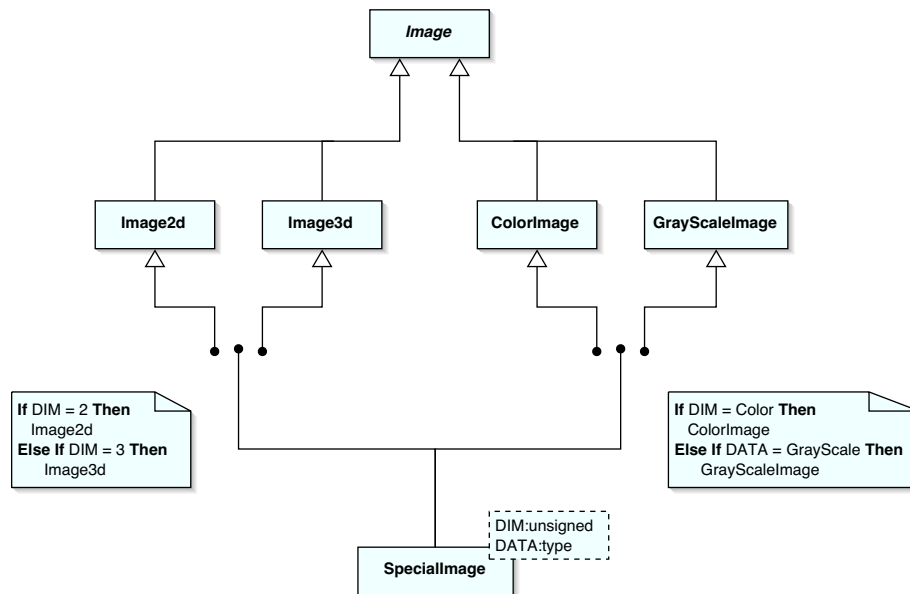 Image
Image2d
Image3d
ColorImage
GrayScaleImage
If DIM = 2 Then
Image2d
Else If DIM = 3 Then
Image3d
If DIM = Color Then
ColorImage
Else If DATA = GrayScale Then
GrayScaleImage
DIM:unsigned
DATA:type
SpecialImage